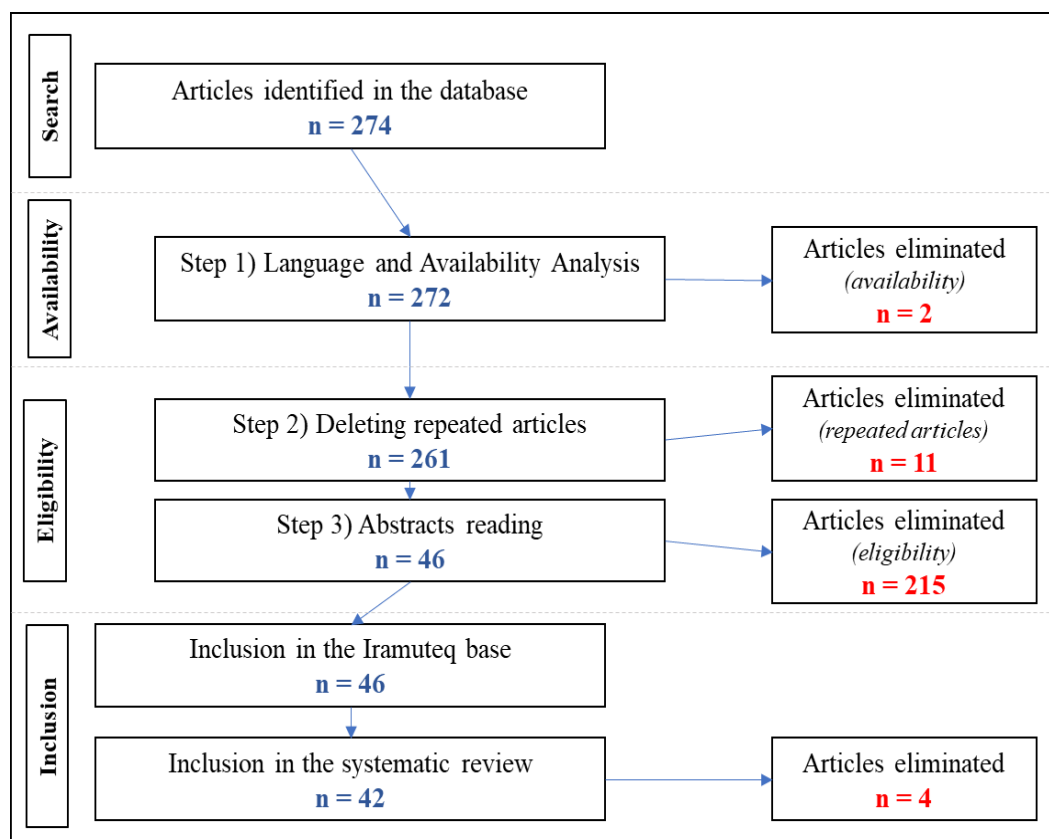 Search
Articles identified in the database
n = 274
Availability
Step 1) Language and Availability Analysis
n = 272
Articles eliminated
(availability)
n = 2
Eligibility
Step 2) Deleting repeated articles
n = 261
Articles eliminated
(repeated articles)
n = 11
Step 3) Abstracts reading
n = 46
Articles eliminated
(eligibility)
n = 215
Inclusion
Inclusion in the Iramuteq base
n = 46
Inclusion in the systematic review
n = 42
Articles eliminated
n = 4